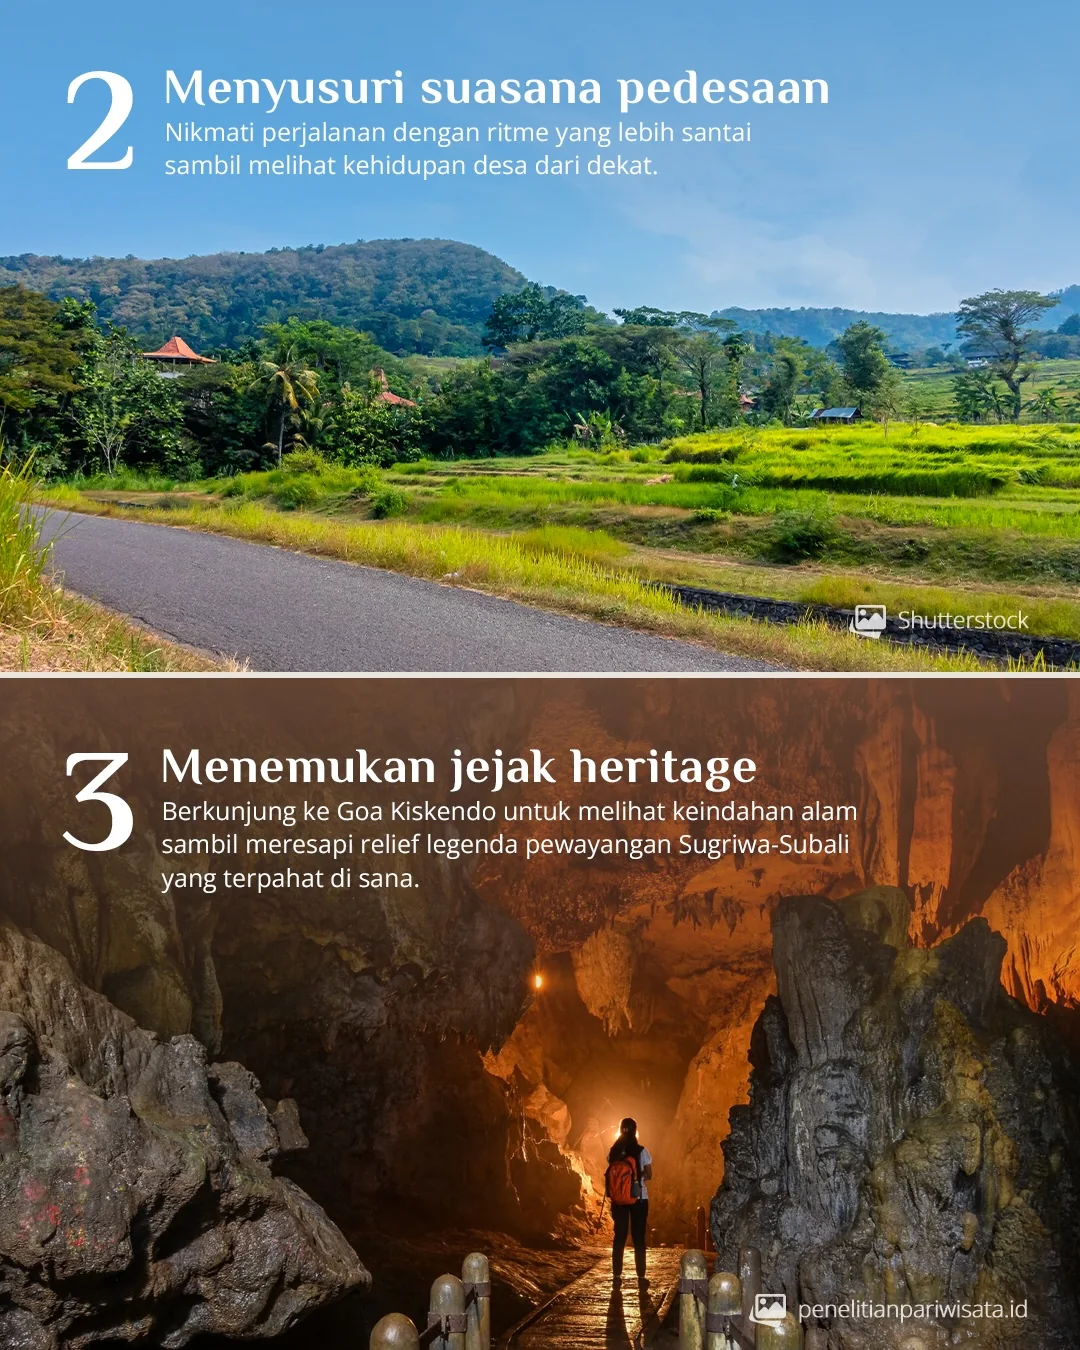 2
Menyusuri suasana pedesaan
Nikmati perjalanan dengan ritme yang lebih santai
sambil melihat kehidupan desa dari dekat.
Shutterstock
3
Menemukan jejak heritage
Berkunjung ke Goa Kiskendo untuk melihat keindahan alam
sambil meresapi relief legenda pewayangan Sugriwa-Subali
yang terpahat di sana.
penelitianpariwisata.id